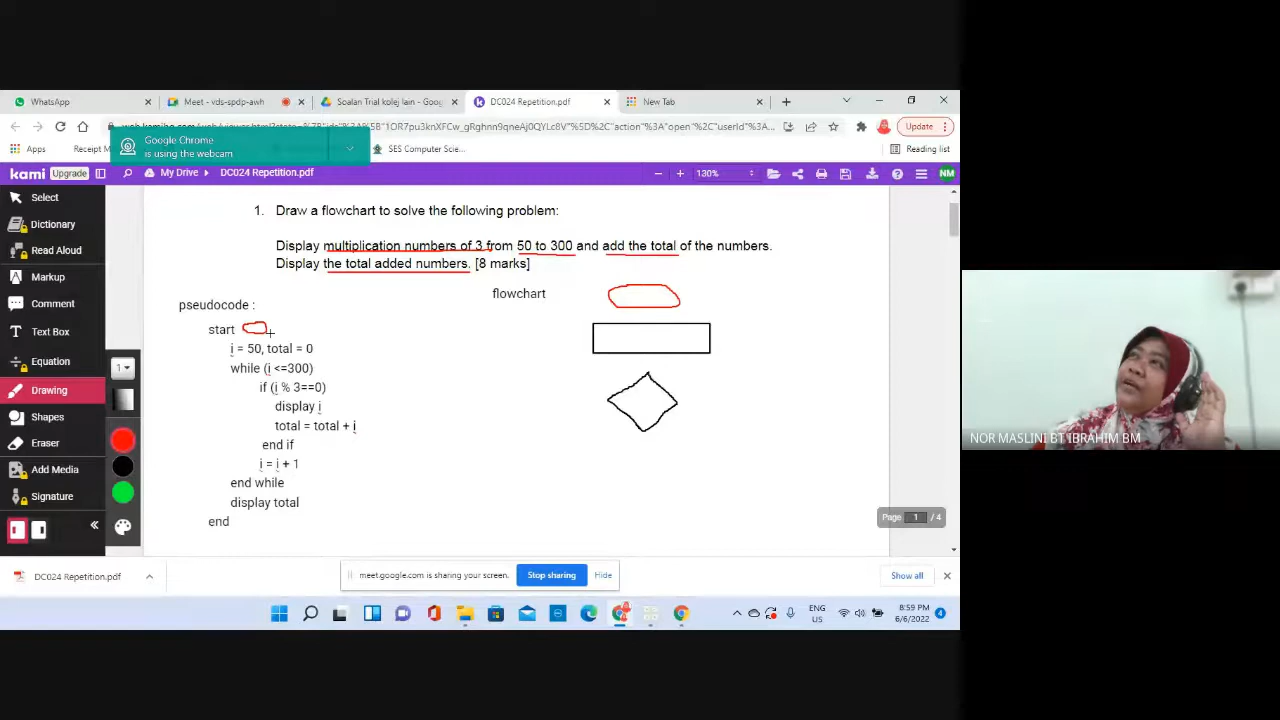 WhatsApp
Meet - vds-spdp-awh
Soalan Trial kolej lain - Goog
DC024 Repetition.pdf
New Tab
Google Chrome
is using the webcam
Update
Apps
Receipt M
SES Computer Scie...
Reading list
kami
Upgrade
My Drive
DC024 Repetition.pdf
130%
NM
Select
Dictionary
Read Aloud
Markup
Comment
Text Box
Equation
Drawing
Shapes
Eraser
Add Media
Signature
1
1. Draw a flowchart to solve the following problem:
Display multiplication numbers of 3 from 50 to 300 and add the total of the numbers.
Display the total added numbers. [8 marks]
flowchart
pseudocode :
start
i = 50, total = 0
while (i <=300)
if (i % 3==0)
display i
total = total + i
end if
i = i + 1
end while
display total
end
Page 1 / 4
NOR MASLINI BT IBRAHIM BM
DC024 Repetition.pdf
meet.google.com is sharing your screen.
Stop sharing
Hide
Show all
ENG
US
8:59 PM
6/6/2022
4